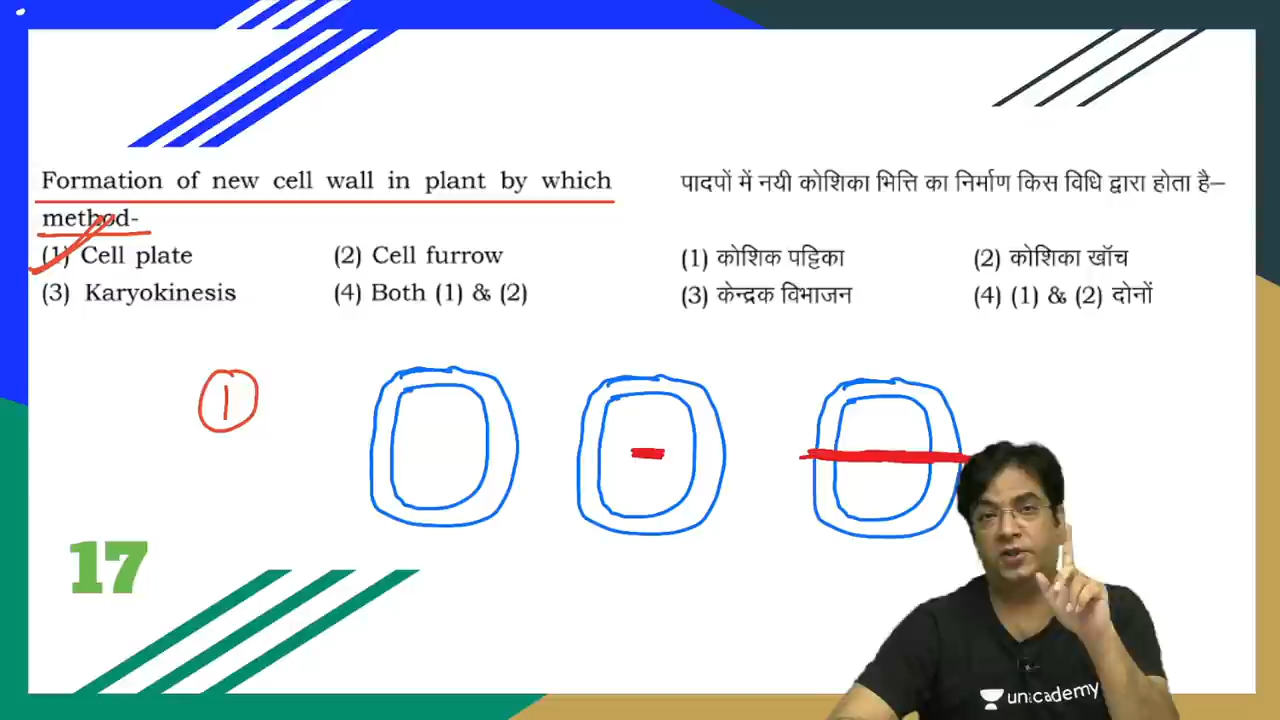 Formation of new cell wall in plant by which
method-
(1) Cell plate (2) Cell furrow
(3) Karyokinesis (4) Both (1) & (2)
पादपों में नयी कोशिका भित्ति का निर्माण किस विधि द्वारा होता है–
(1) कोशिक पट्टिका (2) कोशिका खॉच
(3) केन्द्रक विभाजन (4) (1) & (2) दोनों
1
17
unacademy